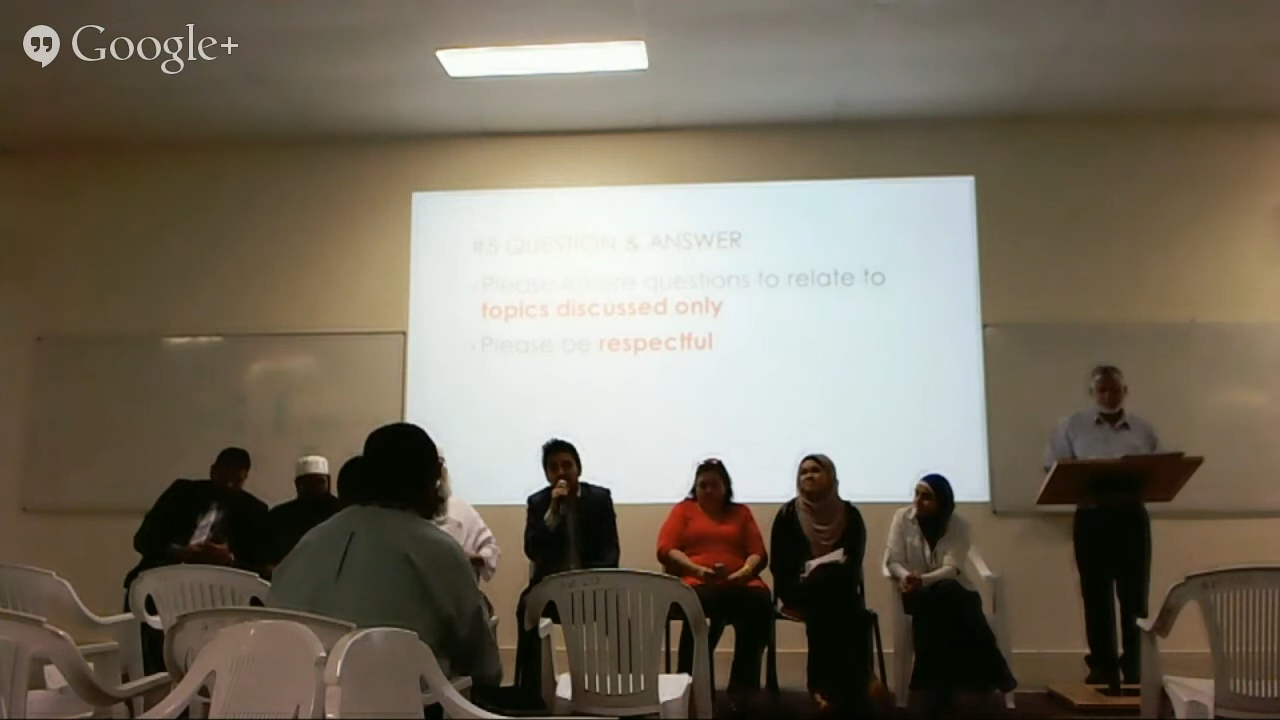 Google+
#5 QUESTION & ANSWER
Please ensure questions to relate to
topics discussed only
Please be respectful